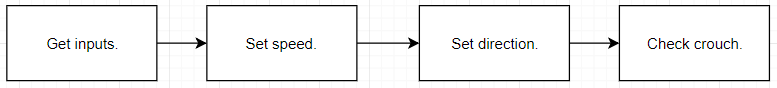 Get inputs.
Set speed.
Set direction.
Check crouch.